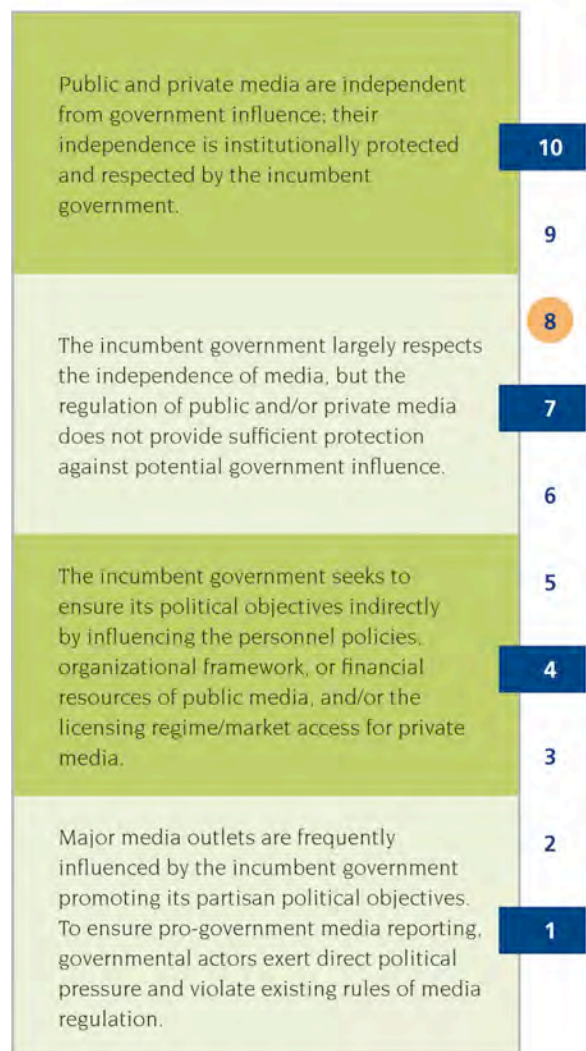 Public and private media are independent
from government influence; their
independence is institutionally protected
and respected by the incumbent
government.
10
9
8
The incumbent government largely respects
the independence of media, but the
regulation of public and/or private media
does not provide sufficient protection
against potential government influence.
7
6
The incumbent government seeks to
ensure its political objectives indirectly
by influencing the personnel policies,
organizational framework, or financial
resources of public media, and/or the
licensing regime/market access for private
media.
5
4
3
Major media outlets are frequently
influenced by the incumbent government
promoting its partisan political objectives.
To ensure pro-government media reporting,
governmental actors exert direct political
pressure and violate existing rules of media
regulation.
2
1